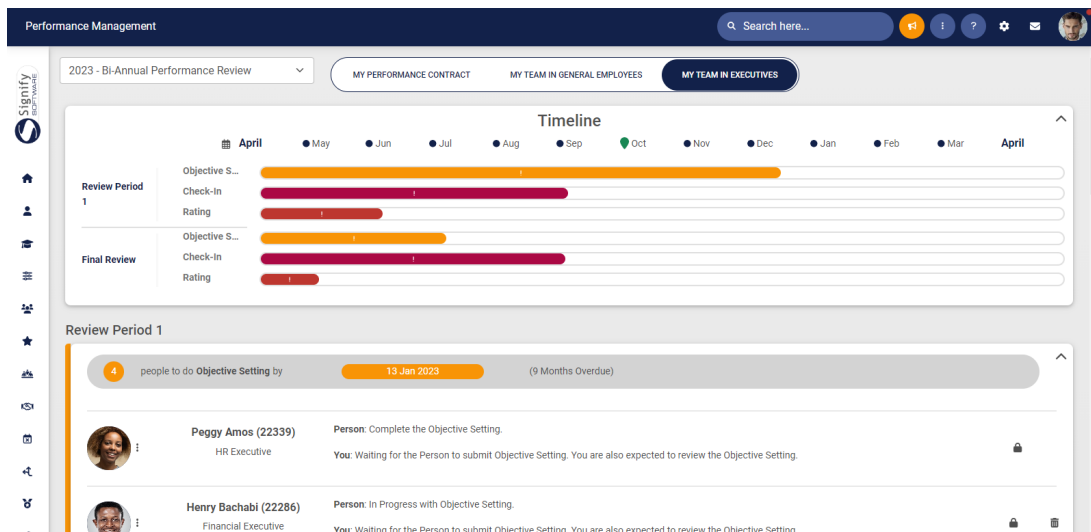 Performance Management
Search here...
?
Signify
SOFTWARE
2023 - Bi-Annual Performance Review
MY PERFORMANCE CONTRACT
MY TEAM IN GENERAL EMPLOYEES
MY TEAM IN EXECUTIVES
Timeline
April May Jun Jul Aug Sep Oct Nov Dec Jan Feb Mar April
Review Period
1
Objective S... !
Check-In !
Rating !
Final Review
Objective S... !
Check-In !
Rating !
Review Period 1
4 people to do Objective Setting by 13 Jan 2023 (9 Months Overdue)
Peggy Amos (22339)
HR Executive
Person: Complete the Objective Setting.
You: Waiting for the Person to submit Objective Setting. You are also expected to review the Objective Setting.
Henry Bachabi (22286)
Financial Executive
Person: In Progress with Objective Setting.
You: Waiting for the Person to submit Objective Setting. You are also expected to review the Objective Setting.